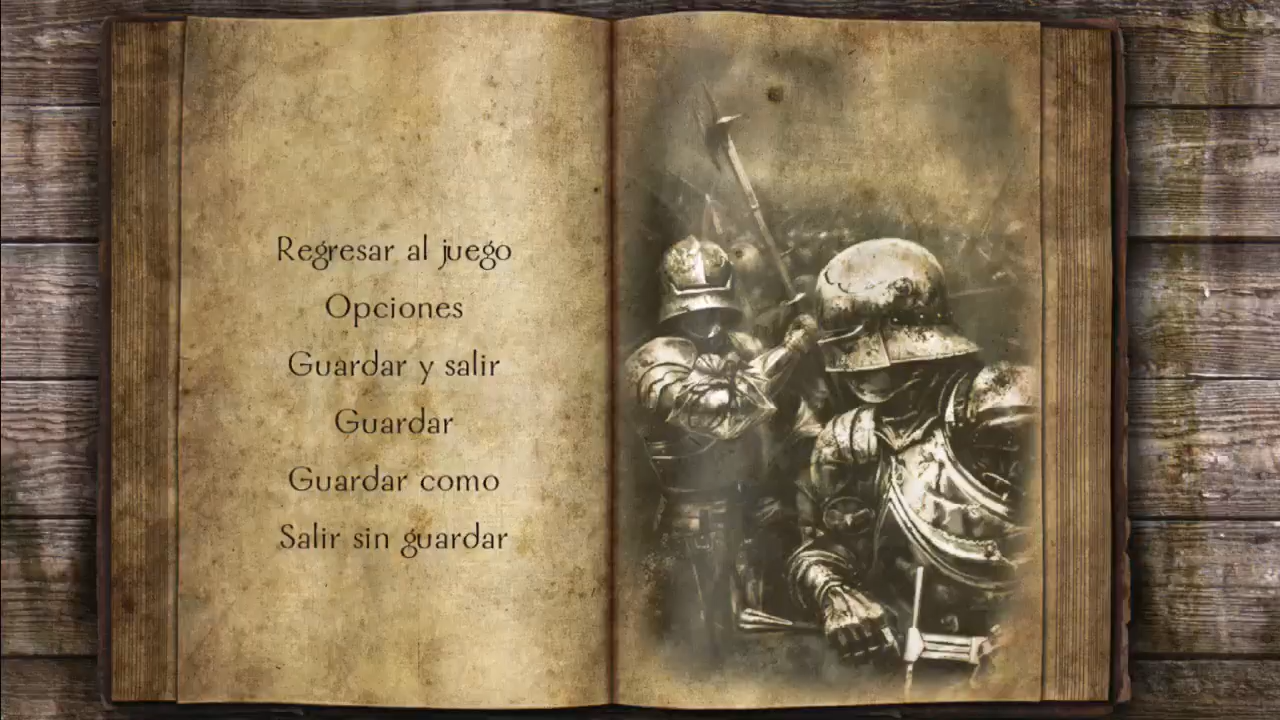 Regresar al juego
Opciones
Guardar y salir
Guardar
Guardar como
Salir sin guardar